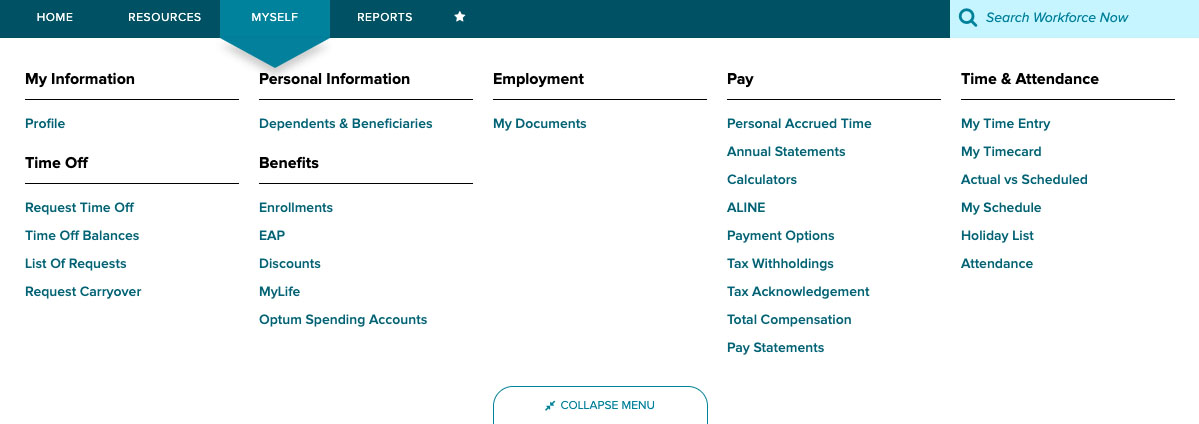 HOME RESOURCES MYSELF REPORTS Search Workforce Now
My Information
Profile
Time Off
Request Time Off
Time Off Balances
List Of Requests
Request Carryover
Personal Information
Dependents & Beneficiaries
Benefits
Enrollments
EAP
Discounts
MyLife
Optum Spending Accounts
Employment
My Documents
Pay
Personal Accrued Time
Annual Statements
Calculators
ALINE
Payment Options
Tax Withholdings
Tax Acknowledgement
Total Compensation
Pay Statements
Time & Attendance
My Time Entry
My Timecard
Actual vs Scheduled
My Schedule
Holiday List
Attendance
COLLAPSE MENU